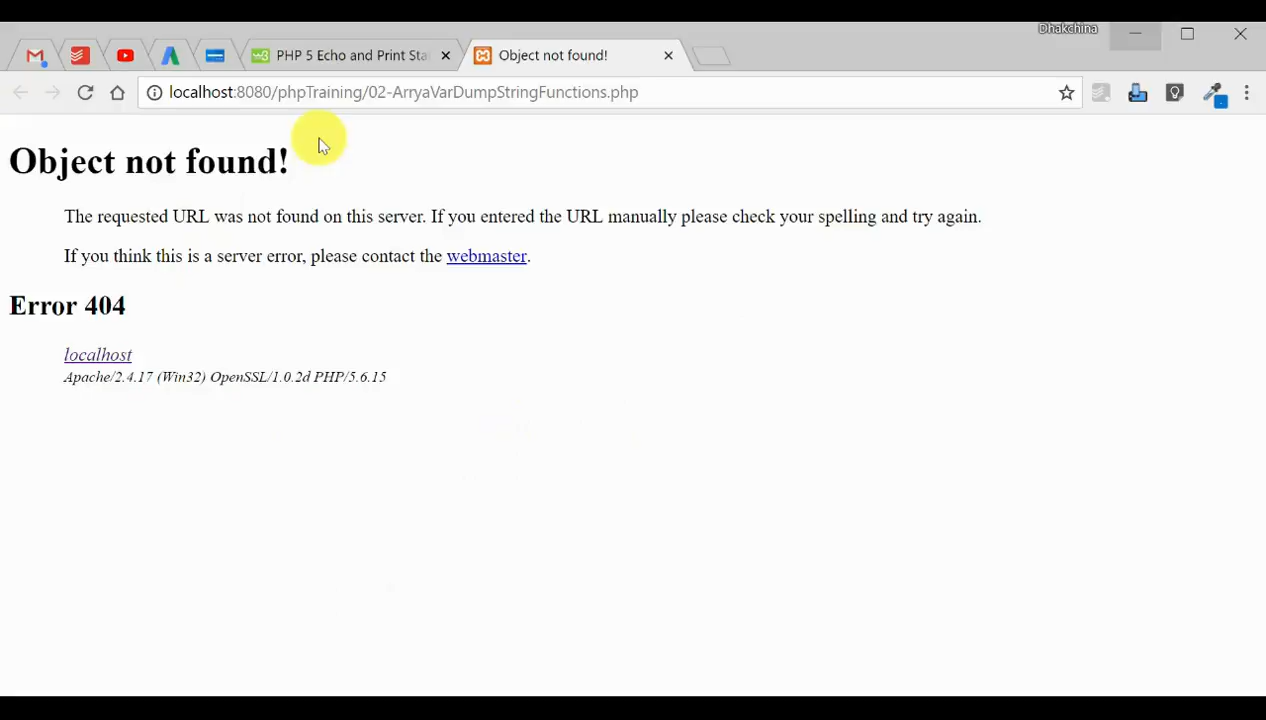 Dhakchina
PHP 5 Echo and Print Sta
Object not found!
localhost:8080/phpTraining/02-ArryaVarDumpStringFunctions.php
Object not found!
The requested URL was not found on this server. If you entered the URL manually please check your spelling and try again.
If you think this is a server error, please contact the webmaster.
Error 404
localhost
Apache/2.4.17 (Win32) OpenSSL/1.0.2d PHP/5.6.15